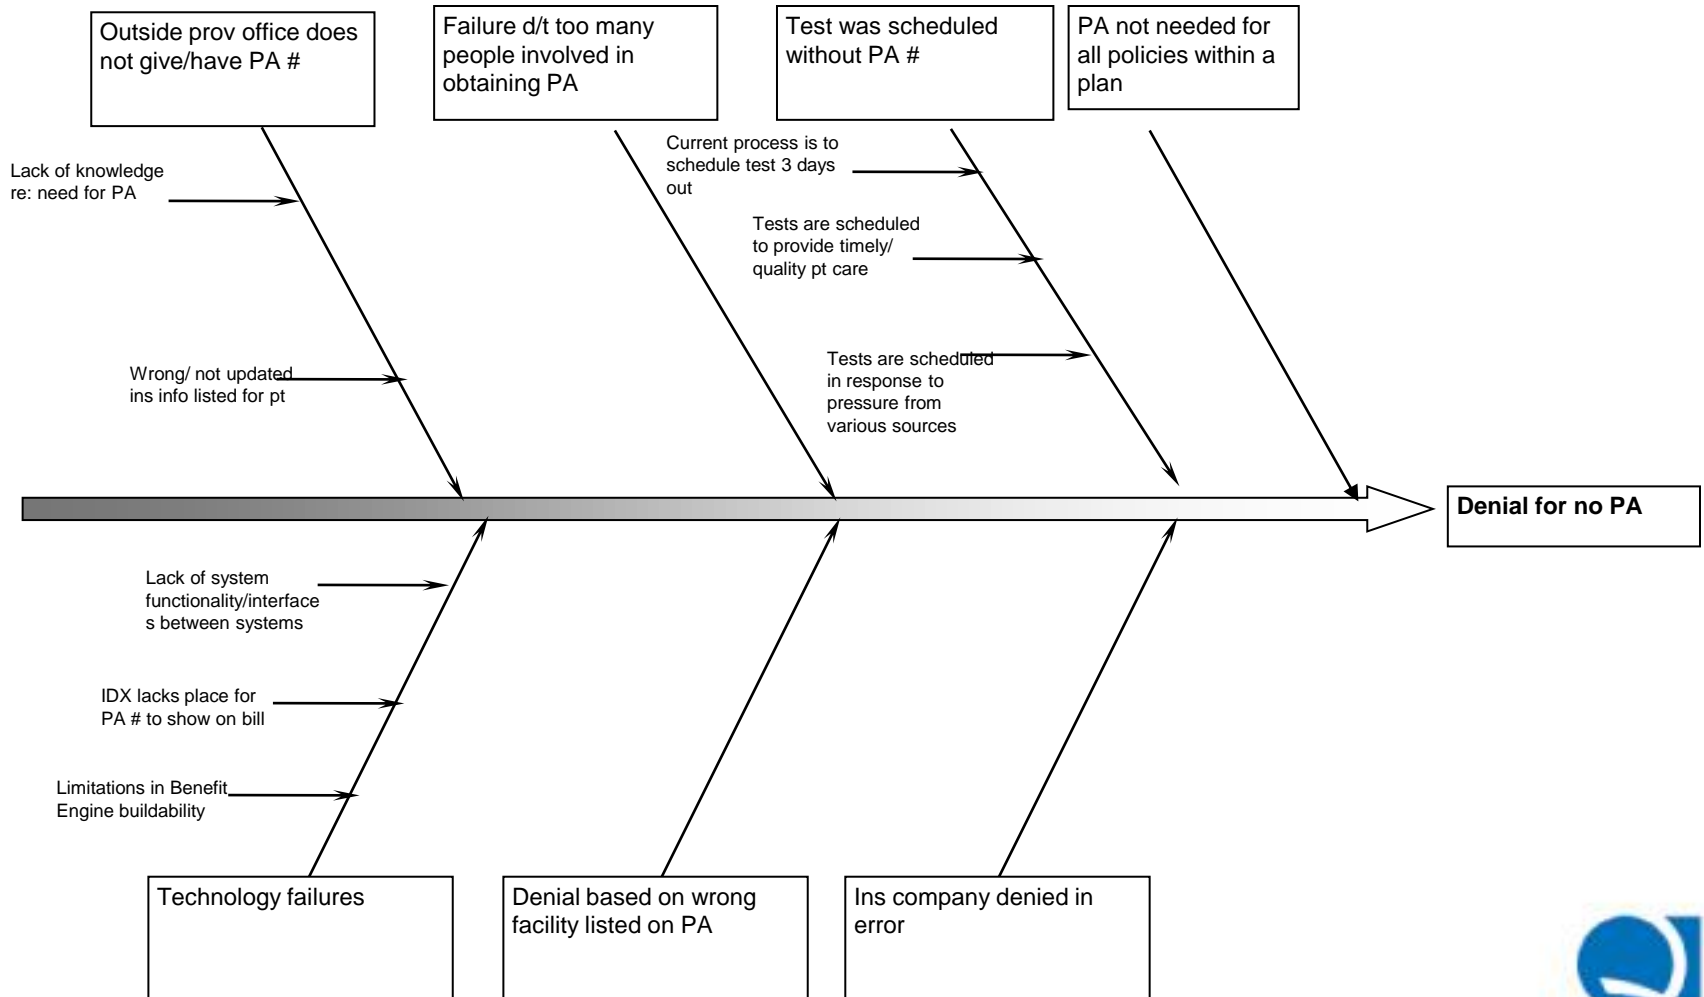 Outside prov office does
not give/have PA #
Failure d/t too many
people involved in
obtaining PA
Test was scheduled
without PA #
PA not needed for
all policies within a
plan
Lack of knowledge
re: need for PA
Current process is to
schedule test 3 days
out
Tests are scheduled
to provide timely/
quality pt care
Wrong/ not updated
ins info listed for pt
Tests are scheduled
in response to
pressure from
various sources
Denial for no PA
Lack of system
functionality/interface
s between systems
IDX lacks place for
PA # to show on bill
Limitations in Benefit
Engine buildability
Technology failures
Denial based on wrong
facility listed on PA
Ins company denied in
error